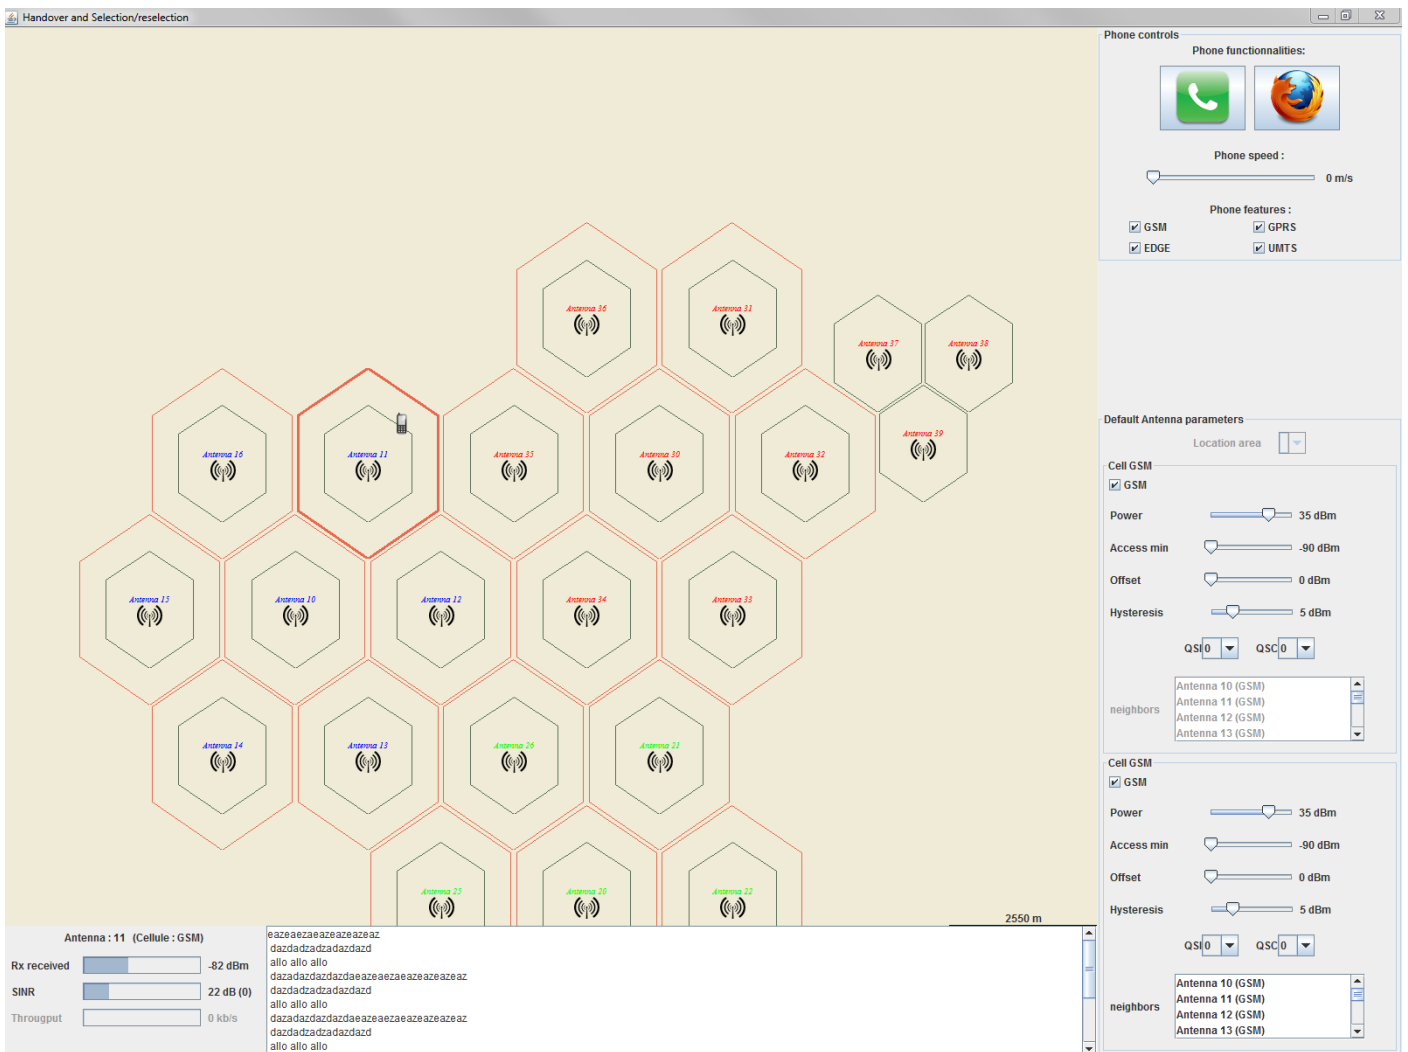 Handover and Selection/reselection
Phone controls
Phone functionnalities:
Phone speed :
0 m/s
Phone features :
GSM GPRS
EDGE UMTS
Antenna 36 Antenna 31
Antenna 37 Antenna 38
Antenna 39
Antenna 16 Antenna 11 Antenna 35 Antenna 30 Antenna 32
Antenna 15 Antenna 10 Antenna 12 Antenna 34 Antenna 33
Antenna 14 Antenna 13 Antenna 26 Antenna 21
Antenna 25 Antenna 20 Antenna 22
2550 m
Default Antenna parameters
Location area
Cell GSM
GSM
Power 35 dBm
Access min -90 dBm
Offset 0 dBm
Hysteresis 5 dBm
QSI 0 QSC 0
neighbors
Antenna 10 (GSM)
Antenna 11 (GSM)
Antenna 12 (GSM)
Antenna 13 (GSM)
Cell GSM
GSM
Power 35 dBm
Access min -90 dBm
Offset 0 dBm
Hysteresis 5 dBm
QSI 0 QSC 0
neighbors
Antenna 10 (GSM)
Antenna 11 (GSM)
Antenna 12 (GSM)
Antenna 13 (GSM)
Antenna : 11 (Cellule : GSM)
Rx received -82 dBm
SINR 22 dB (0)
Througput 0 kb/s
eazeaezaeazeazeazeaz
dazdadzadzadazdazd
allo allo allo
dazadazdazdazdaeazeaezaeazeazeazeaz
dazdadzadzadazdazd
allo allo allo
dazadazdazdazdaeazeaezaeazeazeazeaz
dazdadzadzadazdazd
allo allo allo